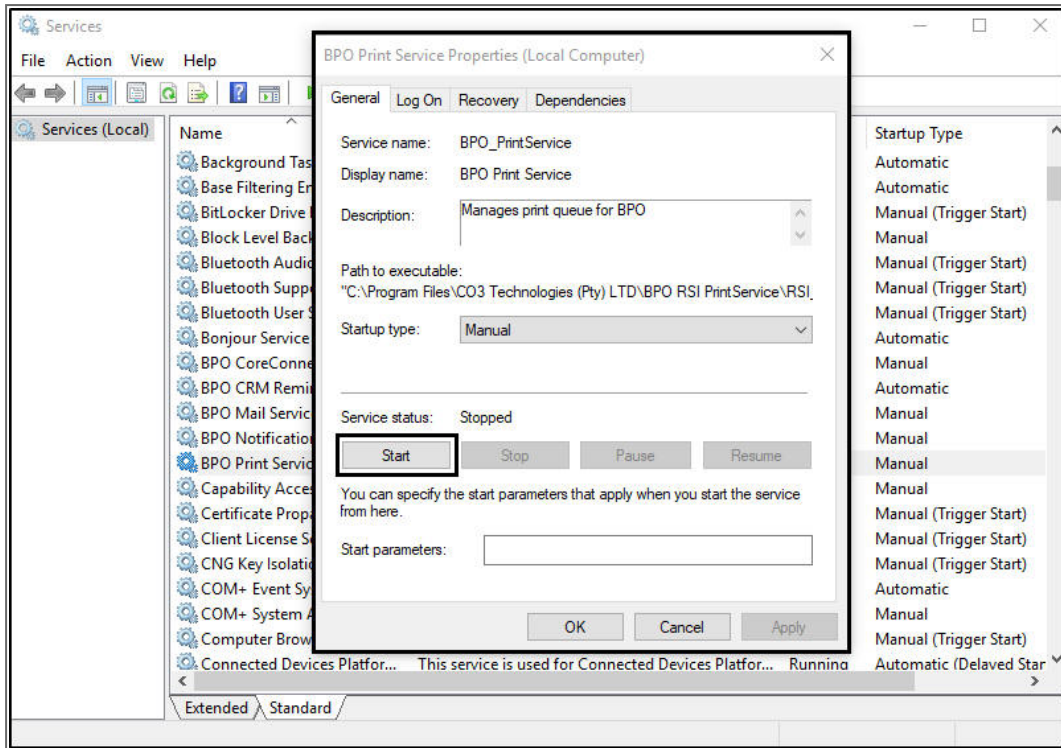 Services
File Action View Help
Services (Local)
Name
Startup Type
Background Tas
Automatic
Base Filtering En
Automatic
BitLocker Drive
Manual (Trigger Start)
Block Level Back
Manual
Bluetooth Audio
Manual (Trigger Start)
Bluetooth Supp
Manual (Trigger Start)
Bluetooth User S
Manual (Trigger Start)
Bonjour Service
Automatic
BPO CoreConne
Manual
BPO CRM Remi
Automatic
BPO Mail Servic
Manual
BPO Notification
Manual
BPO Print Servic
Manual
Capability Acce
Manual
Certificate Propa
Manual (Trigger Start)
Client License Se
Manual (Trigger Start)
CNG Key Isolatio
Manual (Trigger Start)
COM+ Event Sy
Automatic
COM+ System A
Manual
Computer Brow
Manual (Trigger Start)
Connected Devices Platfor... This service is used for Connected Devices Platfor... Running Automatic (Delayed Star
Extended Standard
BPO Print Service Properties (Local Computer)
General Log On Recovery Dependencies
Service name: BPO_PrintService
Display name: BPO Print Service
Description: Manages print queue for BPO
Path to executable:
"C:\Program Files\CO3 Technologies (Pty) LTD\BPO RSI PrintService\RSI_
Startup type: Manual
Service status: Stopped
Start Stop Pause Resume
You can specify the start parameters that apply when you start the service
from here.
Start parameters:
OK Cancel Apply